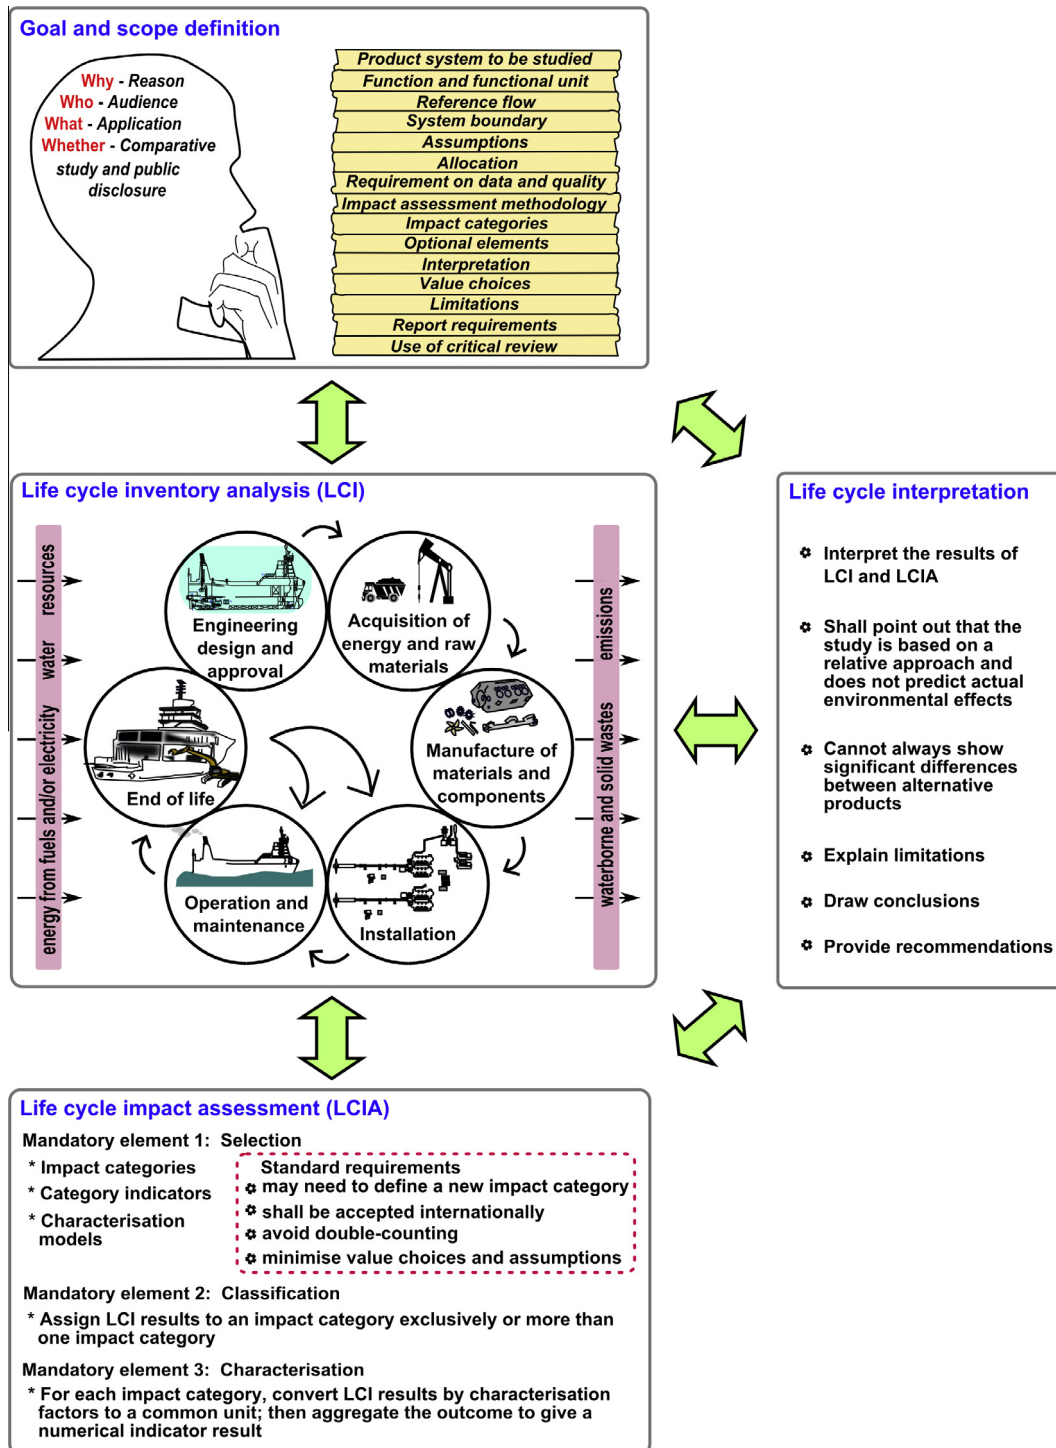 Goal and scope definition
Why - Reason
Who - Audience
What - Application
Whether - Comparative
study and public
disclosure
Product system to be studied
Function and functional unit
Reference flow
System boundary
Assumptions
Allocation
Requirement on data and quality
Impact assessment methodology
Impact categories
Optional elements
Interpretation
Value choices
Limitations
Report requirements
Use of critical review
Life cycle inventory analysis (LCI)
energy from fuels and/or electricity water resources
Engineering
design and
approval
Acquisition of
energy and raw
materials
Manufacture of
materials and
components
Installation
Operation and
maintenance
End of life
waterborne and solid wastes emissions
Life cycle interpretation
Interpret the results of
LCI and LCIA
Shall point out that the
study is based on a
relative approach and
does not predict actual
environmental effects
Cannot always show
significant differences
between alternative
products
Explain limitations
Draw conclusions
Provide recommendations
Life cycle impact assessment (LCIA)
Mandatory element 1: Selection
* Impact categories
* Category indicators
* Characterisation
models
Standard requirements
may need to define a new impact category
shall be accepted internationally
avoid double-counting
minimise value choices and assumptions
Mandatory element 2: Classification
* Assign LCI results to an impact category exclusively or more than
one impact category
Mandatory element 3: Characterisation
* For each impact category, convert LCI results by characterisation
factors to a common unit; then aggregate the outcome to give a
numerical indicator result